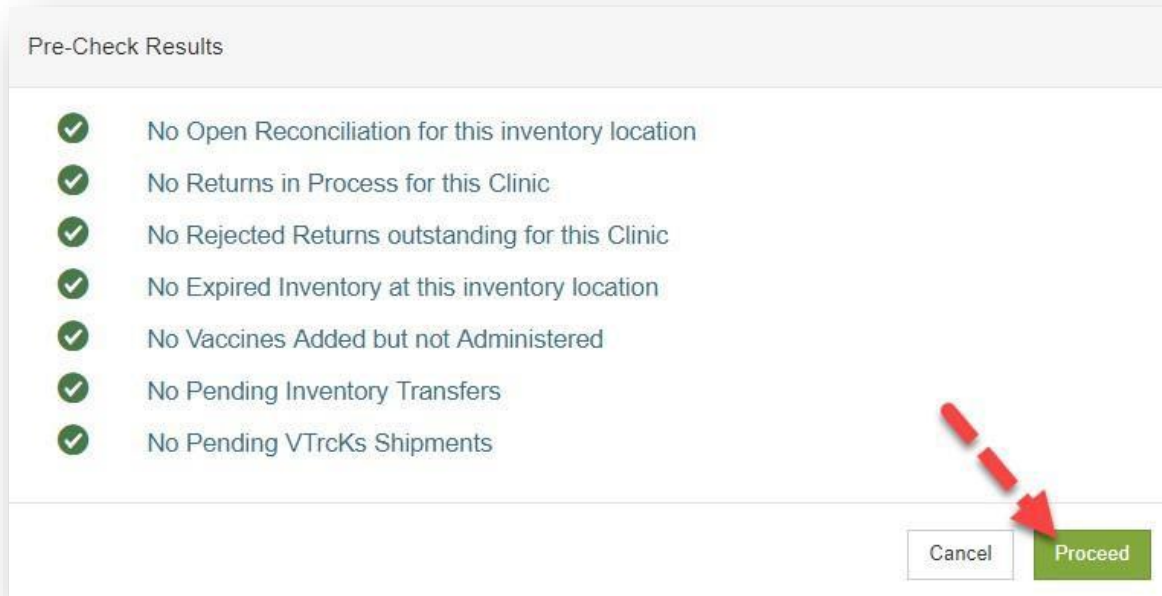 Pre-Check Results
No Open Reconciliation for this inventory location
No Returns in Process for this Clinic
No Rejected Returns outstanding for this Clinic
No Expired Inventory at this inventory location
No Vaccines Added but not Administered
No Pending Inventory Transfers
No Pending VTrcKs Shipments
Cancel Proceed